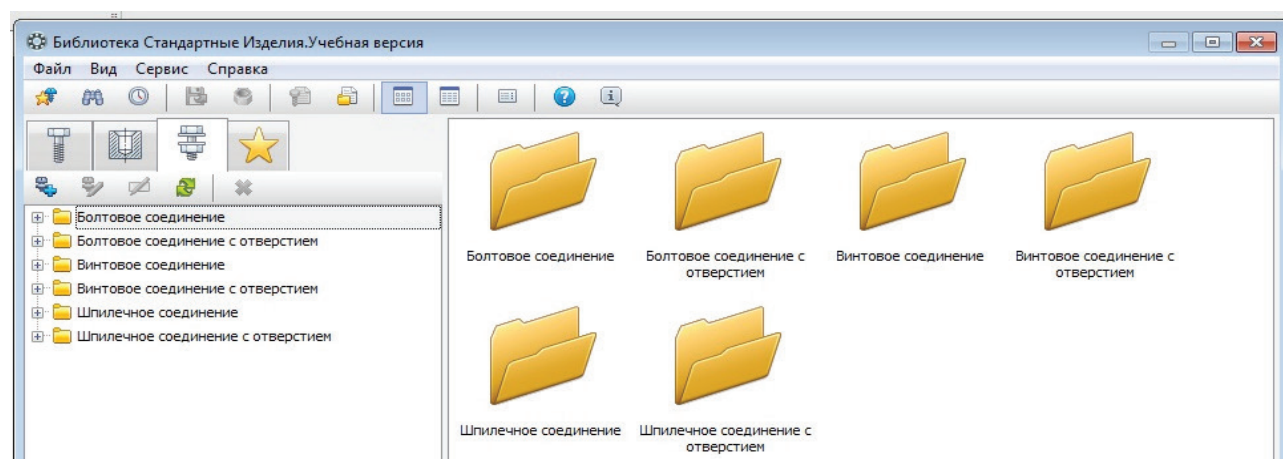 Библиотека Стандартные Изделия.Учебная версия
Файл Вид Сервис Справка
Болтовое соединение
Болтовое соединение с отверстием
Винтовое соединение
Винтовое соединение с отверстием
Шпилечное соединение
Шпилечное соединение с отверстием
Болтовое соединение
Болтовое соединение с
отверстием
Винтовое соединение
Винтовое соединение с
отверстием
Шпилечное соединение
Шпилечное соединение с
отверстием